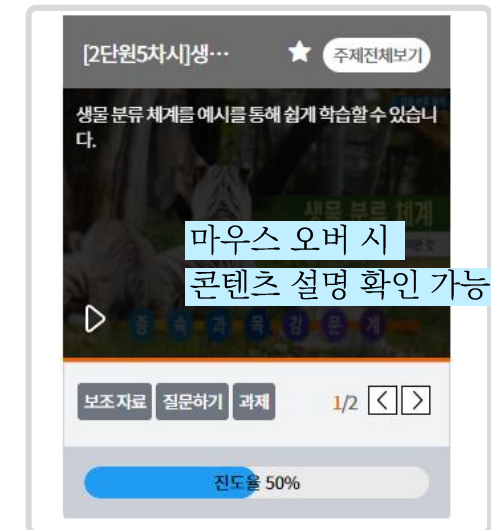 [2단원5차시]생… ★ 주제전체보기
생물 분류 체계를 예시를 통해 쉽게 학습할 수 있습니
다.
생물 분류 체계
마우스 오버 시
콘텐츠 설명 확인 가능
종 속 과 목 강 문 계
보조 자료 질문하기 과제 1/2 < >
진도율 50%